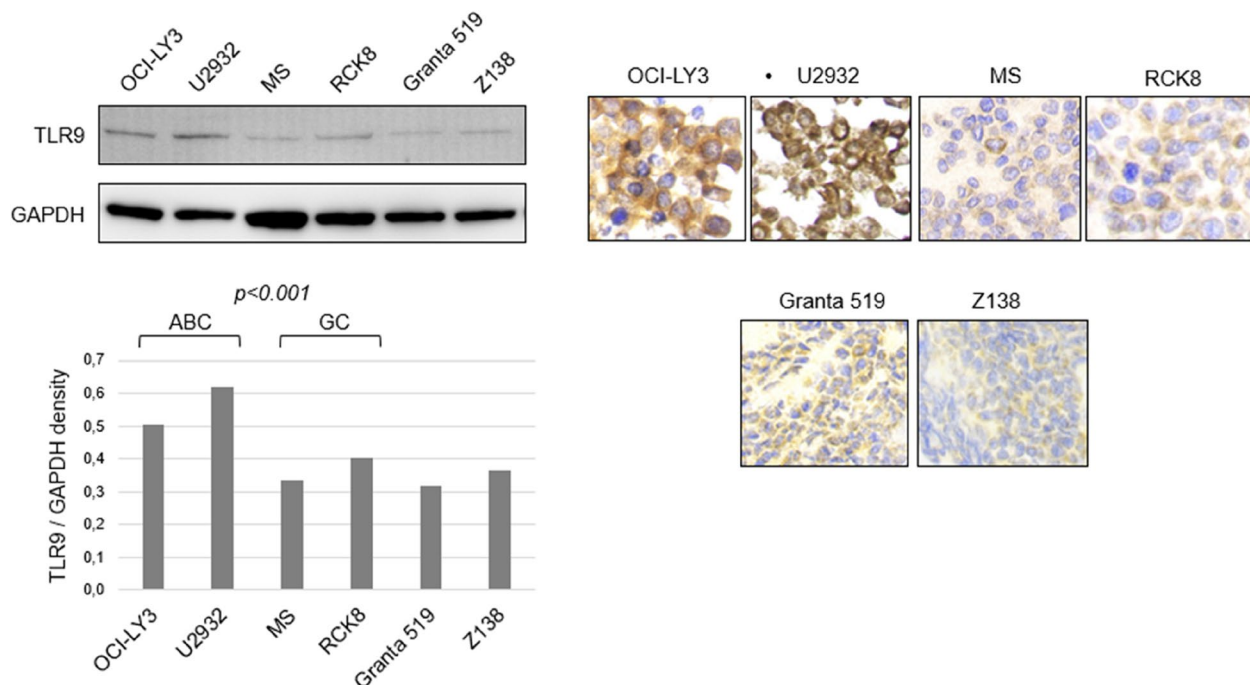 OCI-LY3 U2932 MS RCK8 Granta 519 Z138
TLR9
GAPDH
p<0.001
ABC GC
TLR9 / GAPDH density
0,7
0,6
0,5
0,4
0,3
0,2
0,1
0,0
OCI-LY3 U2932 MS RCK8 Granta 519 Z138
OCI-LY3 • U2932 MS RCK8
Granta 519 Z138